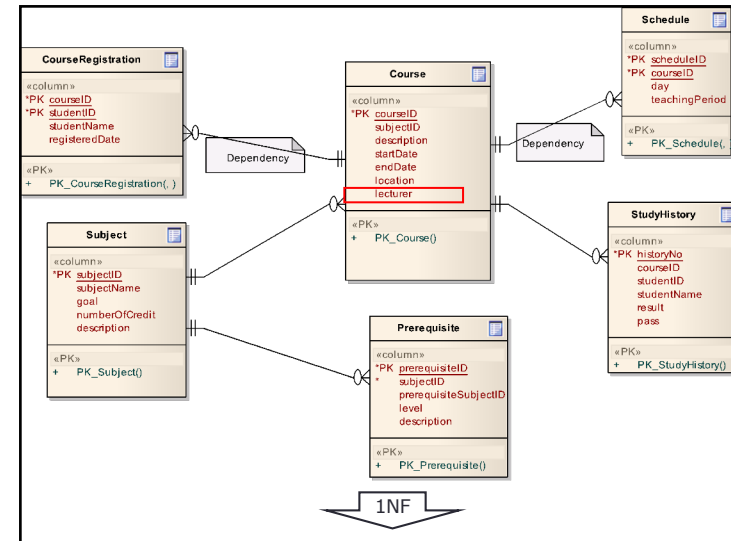 CourseRegistration
«column»
*PK courseID
*PK studentID
studentName
registeredDate
«PK»
+ PK_CourseRegistration(, )
Dependency
Course
«column»
*PK courseID
subjectID
description
startDate
endDate
location
lecturer
«PK»
+ PK_Course()
Dependency
Schedule
«column»
*PK scheduleID
*PK courseID
day
teachingPeriod
«PK»
+ PK_Schedule(,
Subject
«column»
*PK subjectID
subjectName
goal
numberOfCredit
description
«PK»
+ PK_Subject()
StudyHistory
«column»
*PK historyNo
courseID
studentID
studentName
result
pass
«PK»
+ PK_StudyHistory()
Prerequisite
«column»
*PK prerequisiteID
* subjectID
prerequisiteSubjectID
level
description
«PK»
+ PK_Prerequisite()
1NF